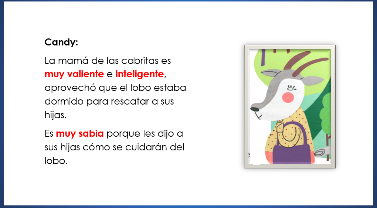 Candy:
La mamá de las cabritas es
muy valiente e inteligente,
aprovechó que el lobo estaba
dormido para rescatar a sus
hijas.
Es muy sabia porque les dijo a
sus hijas cómo se cuidarán del
lobo.